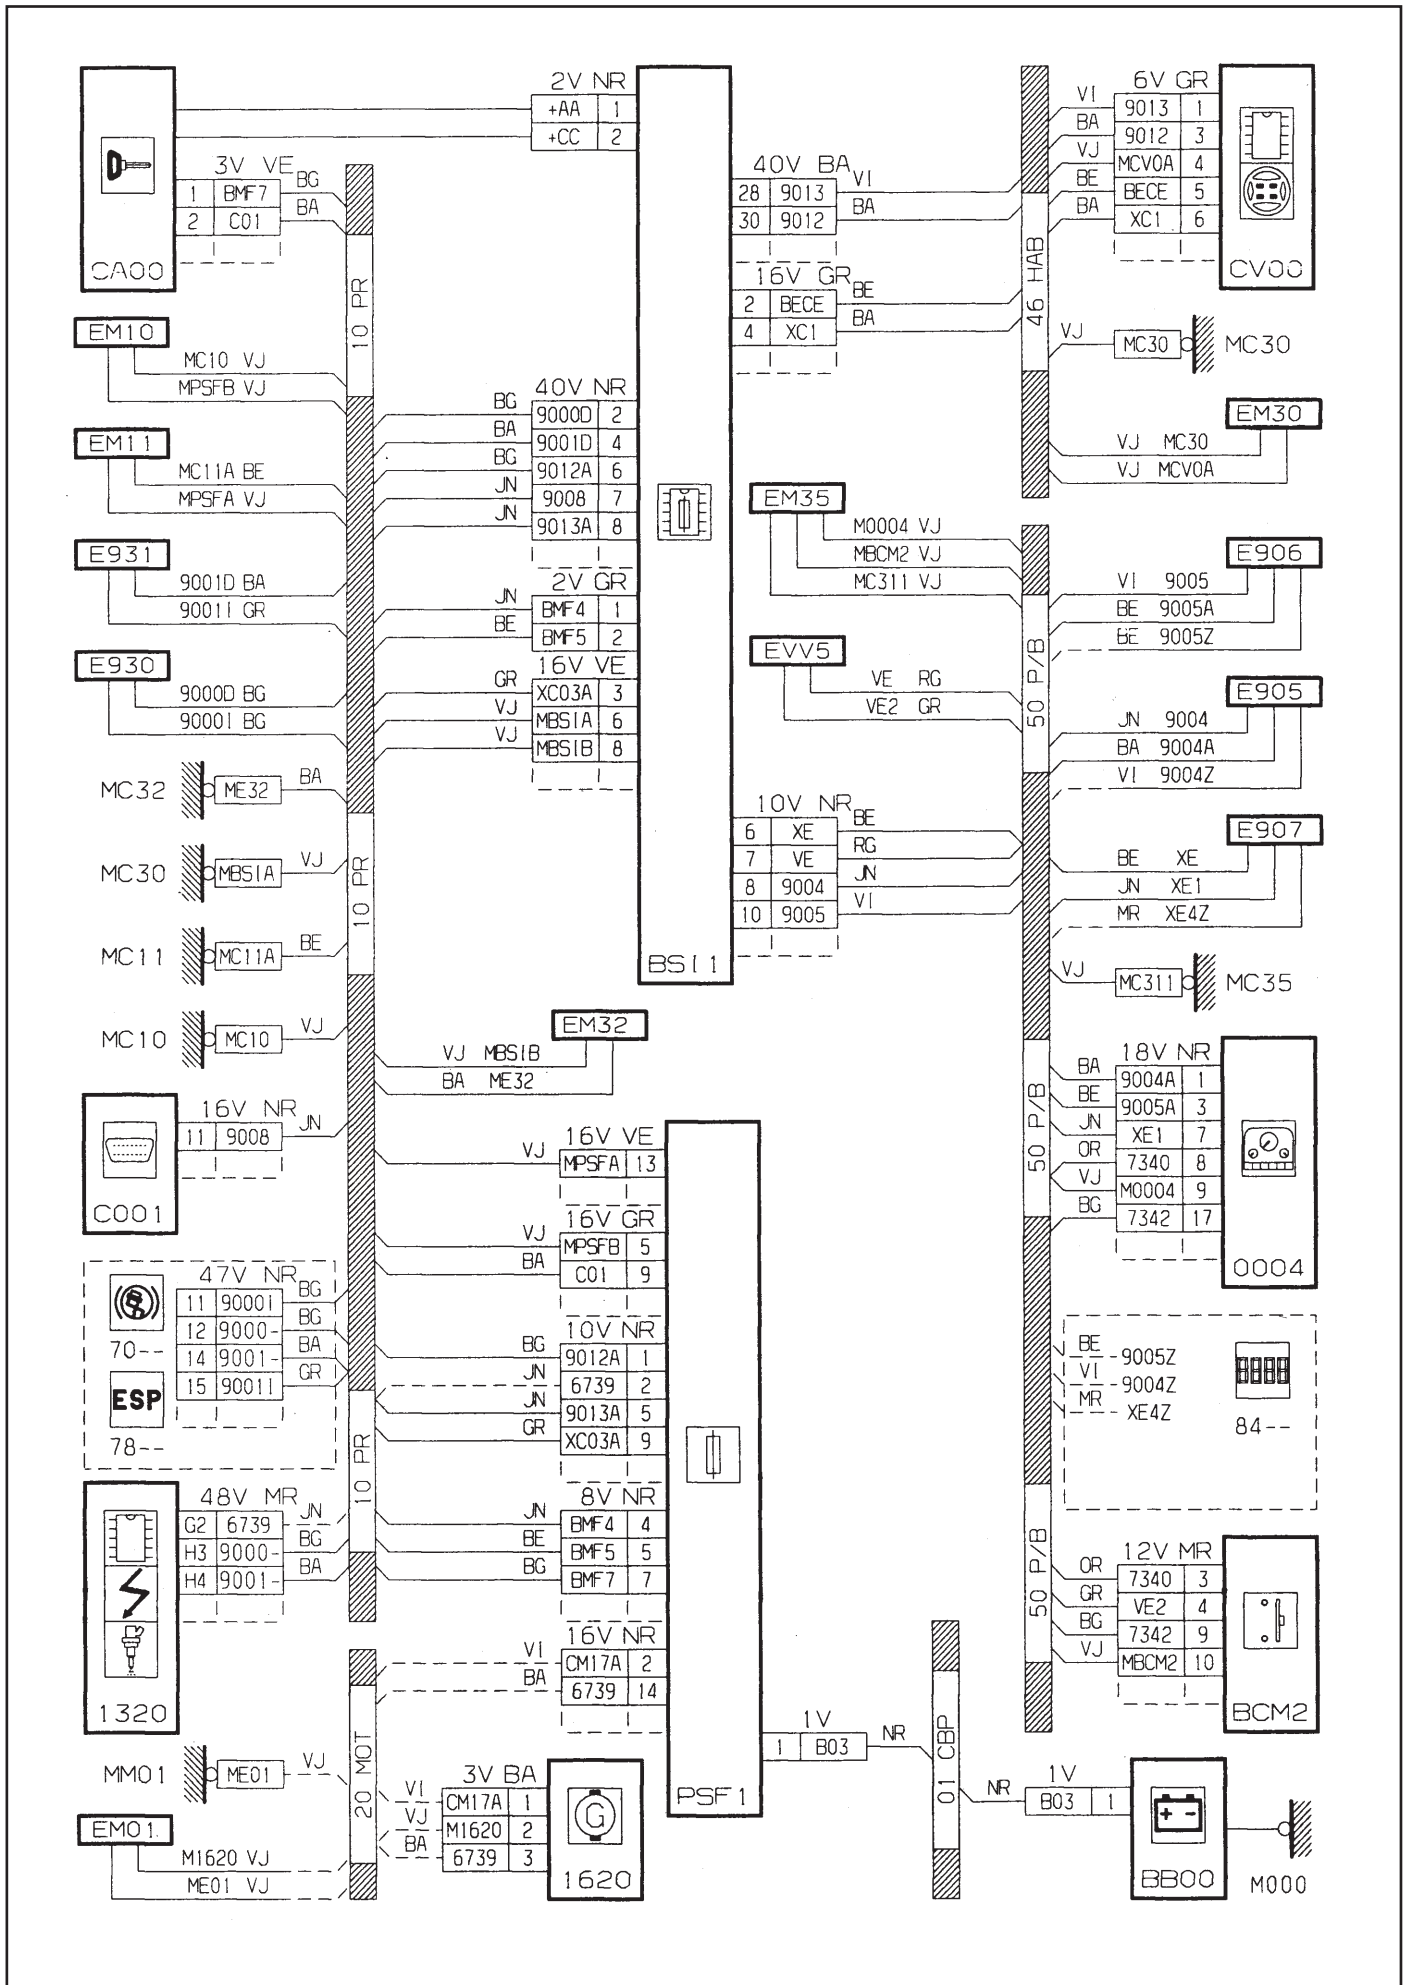 CA00
3V VE
1 BMF7 BG
2 C01 BA
10 PR
EM10
MC10 VJ
MPSFB VJ
EM11
MC11A BE
MPSFA VJ
E931
9001D BA
9001I GR
E930
9000D BG
9000I BG
MC32 ME32 BA
MC30 MBSIA VJ
10 PR
MC11 MC11A BE
MC10 MC10 VJ
C001
16V NR
11 9008 JN
47V NR
11 9000I BG
12 9000- BG
14 9001- BA
15 9001I GR
70--
ESP
78--
10 PR
48V MR
G2 6739 JN
H3 9000- BG
H4 9001- BA
1320
MM01 ME01 VJ
EM01
M1620 VJ
ME01 VJ
20 MOT
2V NR
+AA 1
+CC 2
40V NR
BG 9000D 2
BA 9001D 4
BG 9012A 6
JN 9008 7
JN 9013A 8
2V GR
JN BMF4 1
BE BMF5 2
16V VE
GR XC03A 3
VJ MBSIA 6
VJ MBSIB 8
BSI1
40V BA
28 9013 VI
30 9012 BA
16V GR
2 BECE BE
4 XC1 BA
10V NR
6 XE BE
7 VE RG
8 9004 JN
10 9005 VI
EM32
VJ MBSIB
BA ME32
16V VE
VJ MPSFA 13
16V GR
VJ MPSFB 5
BA C01 9
10V NR
BG 9012A 1
JN 6739 2
JN 9013A 5
GR XC03A 9
8V NR
JN BMF4 4
BE BMF5 5
BG BMF7 7
16V NR
VI CM17A 2
BA 6739 14
PSF1
1V
1 B03 NR
3V BA
VI CM17A 1
VJ M1620 2
BA 6739 3
G
1620
01 CBP
1V
NR B03 1
+ -
BB00
M000
46 HAB
6V GR
VI 9013 1
BA 9012 3
VJ MCV0A 4
BE BECE 5
BA XC1 6
CV00
VJ MC30 MC30
EM30
VJ MC30
VJ MCV0A
EM35
M0004 VJ
MBCM2 VJ
MC311 VJ
EVV5
VE RG
VE2 GR
50 P/B
E906
VI 9005
BE 9005A
BE 9005Z
E905
JN 9004
BA 9004A
VI 9004Z
E907
BE XE
JN XE1
MR XE4Z
VJ MC311 MC35
50 P/B
18V NR
BA 9004A 1
BE 9005A 3
JN XE1 7
OR 7340 8
VJ M0004 9
BG 7342 17
0004
BE 9005Z
VI 9004Z
MR XE4Z
84--
50 P/B
12V MR
OR 7340 3
GR VE2 4
BG 7342 9
VJ MBCM2 10
BCM2